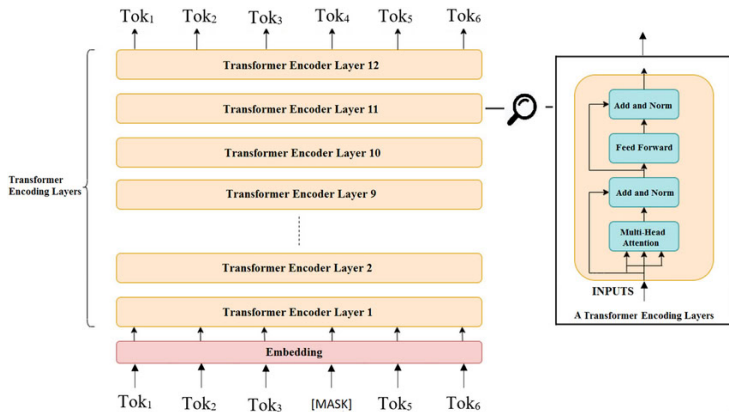 Tok1 Tok2 Tok3 Tok4 Tok5 Tok6
Transformer Encoder Layer 12
Transformer Encoder Layer 11
Transformer Encoder Layer 10
Transformer Encoder Layer 9
Transformer Encoder Layer 2
Transformer Encoder Layer 1
Embedding
Tok1 Tok2 Tok3 [MASK] Tok5 Tok6
Transformer
Encoding Layers
Add and Norm
Feed Forward
Add and Norm
Multi-Head
Attention
INPUTS
A Transformer Encoding Layers